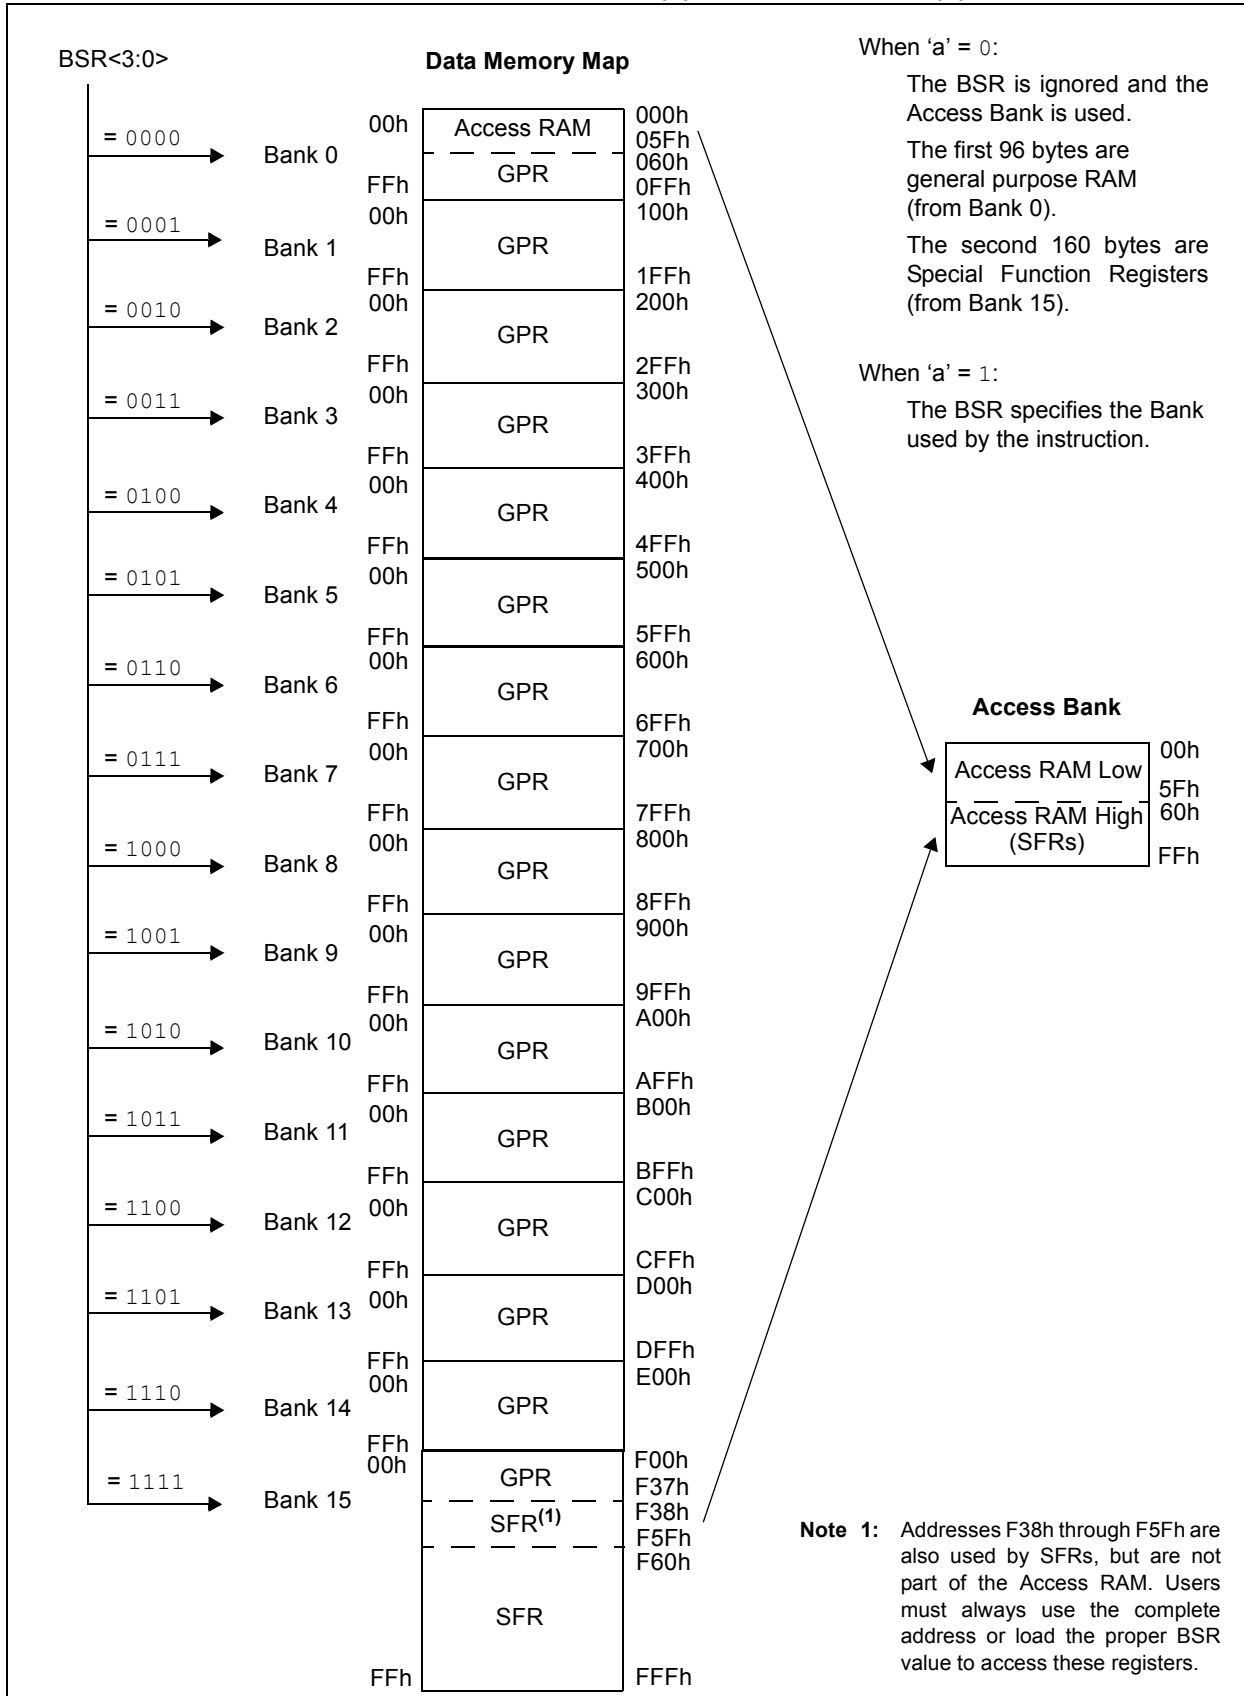 BSR<3:0>
Data Memory Map
When ‘a’ = 0:
The BSR is ignored and the
Access Bank is used.
The first 96 bytes are
general purpose RAM
(from Bank 0).
The second 160 bytes are
Special Function Registers
(from Bank 15).
When ‘a’ = 1:
The BSR specifies the Bank
used by the instruction.
= 0000
Bank 0
00h
FFh
Access RAM
GPR
000h
05Fh
060h
0FFh
= 0001
Bank 1
00h
FFh
GPR
100h
1FFh
= 0010
Bank 2
00h
FFh
GPR
200h
2FFh
= 0011
Bank 3
00h
FFh
GPR
300h
3FFh
= 0100
Bank 4
00h
FFh
GPR
400h
4FFh
= 0101
Bank 5
00h
FFh
GPR
500h
5FFh
= 0110
Bank 6
00h
FFh
GPR
600h
6FFh
= 0111
Bank 7
00h
FFh
GPR
700h
7FFh
= 1000
Bank 8
00h
FFh
GPR
800h
8FFh
= 1001
Bank 9
00h
FFh
GPR
900h
9FFh
= 1010
Bank 10
00h
FFh
GPR
A00h
AFFh
= 1011
Bank 11
00h
FFh
GPR
B00h
BFFh
= 1100
Bank 12
00h
FFh
GPR
C00h
CFFh
= 1101
Bank 13
00h
FFh
GPR
D00h
DFFh
= 1110
Bank 14
00h
FFh
GPR
E00h
= 1111
Bank 15
00h
FFh
GPR
SFR(1)
SFR
F00h
F37h
F38h
F5Fh
F60h
FFFh
Access Bank
Access RAM Low
Access RAM High
(SFRs)
00h
5Fh
60h
FFh
Note 1: Addresses F38h through F5Fh are
also used by SFRs, but are not
part of the Access RAM. Users
must always use the complete
address or load the proper BSR
value to access these registers.